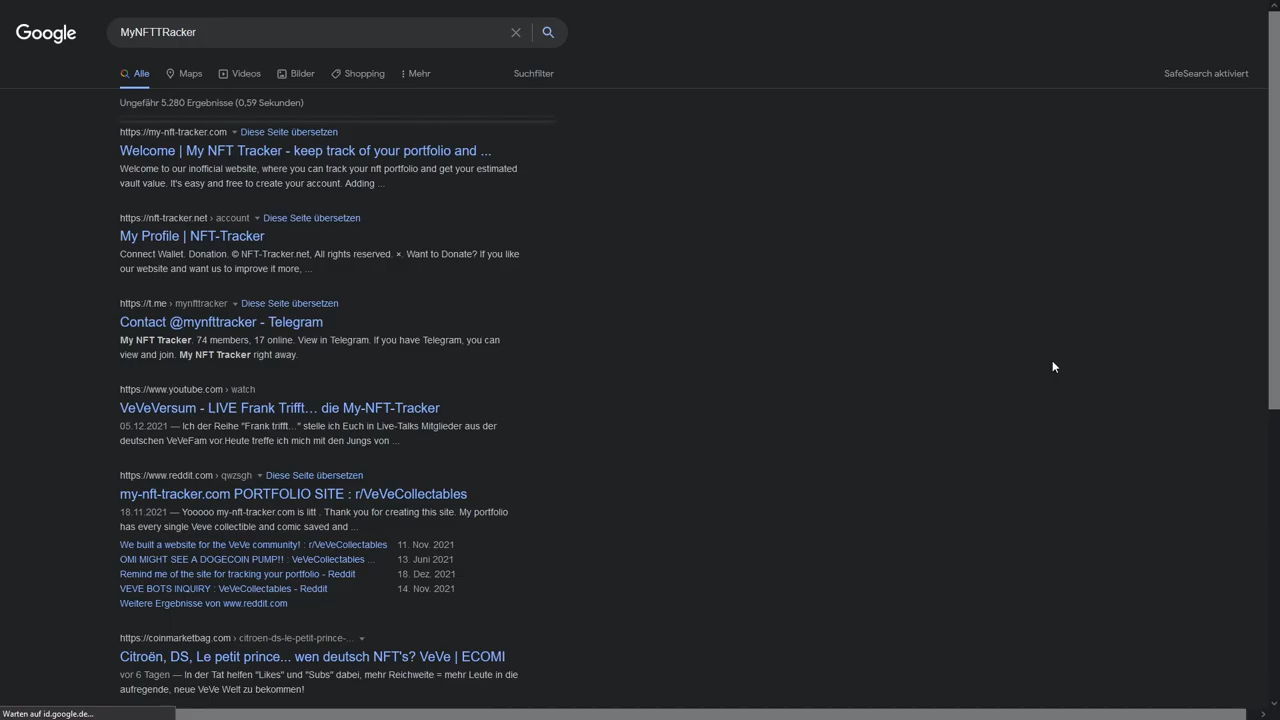 Google
MyNFTTRacker
Alle Maps Videos Bilder Shopping Mehr Suchfilter SafeSearch aktiviert
Ungefähr 5.280 Ergebnisse (0,59 Sekunden)
https://my-nft-tracker.com Diese Seite übersetzen
Welcome | My NFT Tracker - keep track of your portfolio and ...
Welcome to our inofficial website, where you can track your nft portfolio and get your estimated
vault value. It's easy and free to create your account. Adding ...
https://nft-tracker.net › account Diese Seite übersetzen
My Profile | NFT-Tracker
Connect Wallet. Donation. © NFT-Tracker.net, All rights reserved. ×. Want to Donate? If you like
our website and want us to improve it more, ...
https://t.me › mynfttracker Diese Seite übersetzen
Contact @mynfttracker - Telegram
My NFT Tracker. 74 members, 17 online. View in Telegram. If you have Telegram, you can
view and join. My NFT Tracker right away.
https://www.youtube.com › watch
VeVeVersum - LIVE Frank Trifft… die My-NFT-Tracker
05.12.2021 — Ich der Reihe "Frank trifft..." stelle ich Euch in Live-Talks Mitglieder aus der
deutschen VeVeFam vor.Heute treffe ich mich mit den Jungs von ...
https://www.reddit.com › qwzsgh Diese Seite übersetzen
my-nft-tracker.com PORTFOLIO SITE : r/VeVeCollectables
18.11.2021 — Yooooo my-nft-tracker.com is litt . Thank you for creating this site. My portfolio
has every single Veve collectible and comic saved and ...
We built a website for the VeVe community! : r/VeVeCollectables 11. Nov. 2021
OMI MIGHT SEE A DOGECOIN PUMP!! : VeVeCollectables ... 13. Juni 2021
Remind me of the site for tracking your portfolio - Reddit 18. Dez. 2021
VEVE BOTS INQUIRY : VeVeCollectables - Reddit 14. Nov. 2021
Weitere Ergebnisse von www.reddit.com
https://coinmarketbag.com › citroen-ds-le-petit-prince-...
Citroën, DS, Le petit prince... wen deutsch NFT's? VeVe | ECOMI
vor 6 Tagen — In der Tat helfen "Likes" und "Subs" dabei, mehr Reichweite = mehr Leute in die
aufregende, neue VeVe Welt zu bekommen!
Warten auf id.google.de...